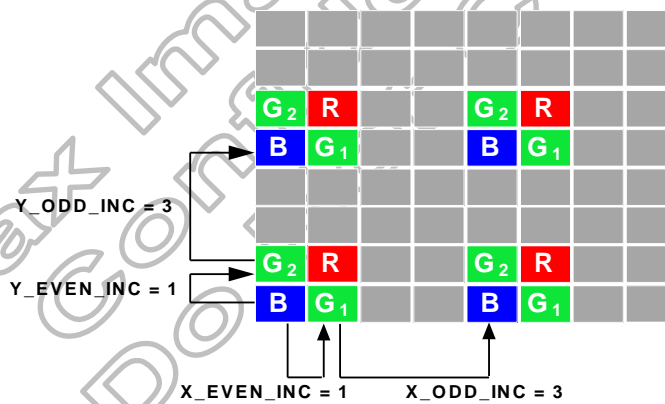 G₂ R G₂ R
B G₁ B G₁
Y_ODD_INC = 3
G₂ R G₂ R
Y_EVEN_INC = 1
B G₁ B G₁
X_EVEN_INC = 1 X_ODD_INC = 3